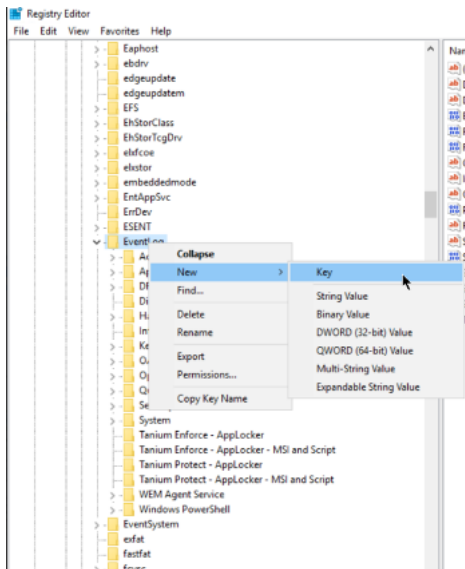 Registry Editor
File Edit View Favorites Help
Eaphost
ebdrv
edgeupdate
edgeupdatem
EFS
EhStorClass
EhStorTcgDrv
elxfcoe
elxstor
embeddedmode
EntAppSvc
ErrDev
ESENT
EventLog
Collapse
New
Find...
Delete
Rename
Export
Permissions...
Copy Key Name
Key
String Value
Binary Value
DWORD (32-bit) Value
QWORD (64-bit) Value
Multi-String Value
Expandable String Value
System
Tanium Enforce - AppLocker
Tanium Enforce - AppLocker - MSI and Script
Tanium Protect - AppLocker
Tanium Protect - AppLocker - MSI and Script
WEM Agent Service
Windows PowerShell
EventSystem
exfat
fastfat